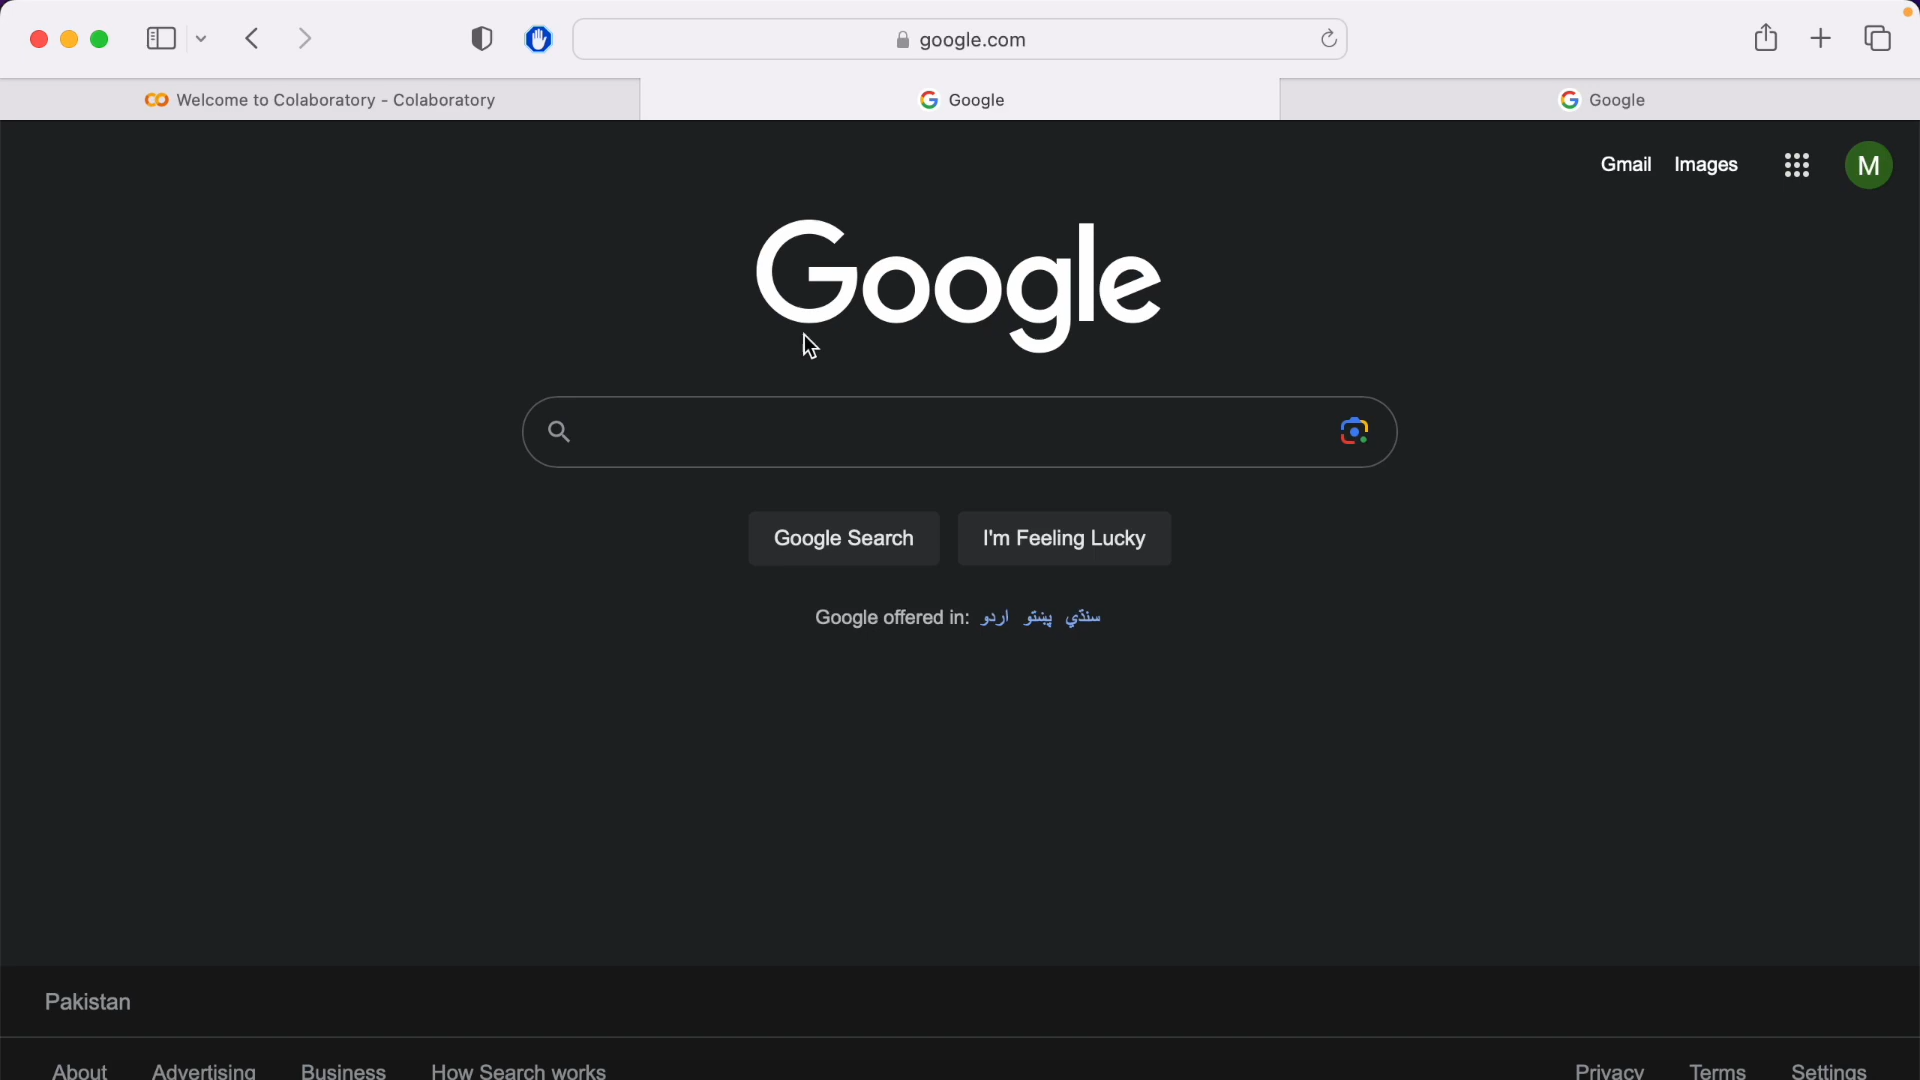 google.com
Welcome to Colaboratory - Colaboratory
Google
Google
Gmail Images
M
Google
Google Search I'm Feeling Lucky
Google offered in: اردو پښتو سنڌي
Pakistan
About Advertising Business How Search works Privacy Terms Settings